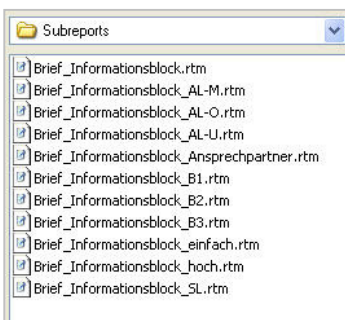 Subreports
Brief_Informationsblock.rtm
Brief_Informationsblock_AL-M.rtm
Brief_Informationsblock_AL-O.rtm
Brief_Informationsblock_AL-U.rtm
Brief_Informationsblock_Ansprechpartner.rtm
Brief_Informationsblock_B1.rtm
Brief_Informationsblock_B2.rtm
Brief_Informationsblock_B3.rtm
Brief_Informationsblock_einfach.rtm
Brief_Informationsblock_hoch.rtm
Brief_Informationsblock_SL.rtm